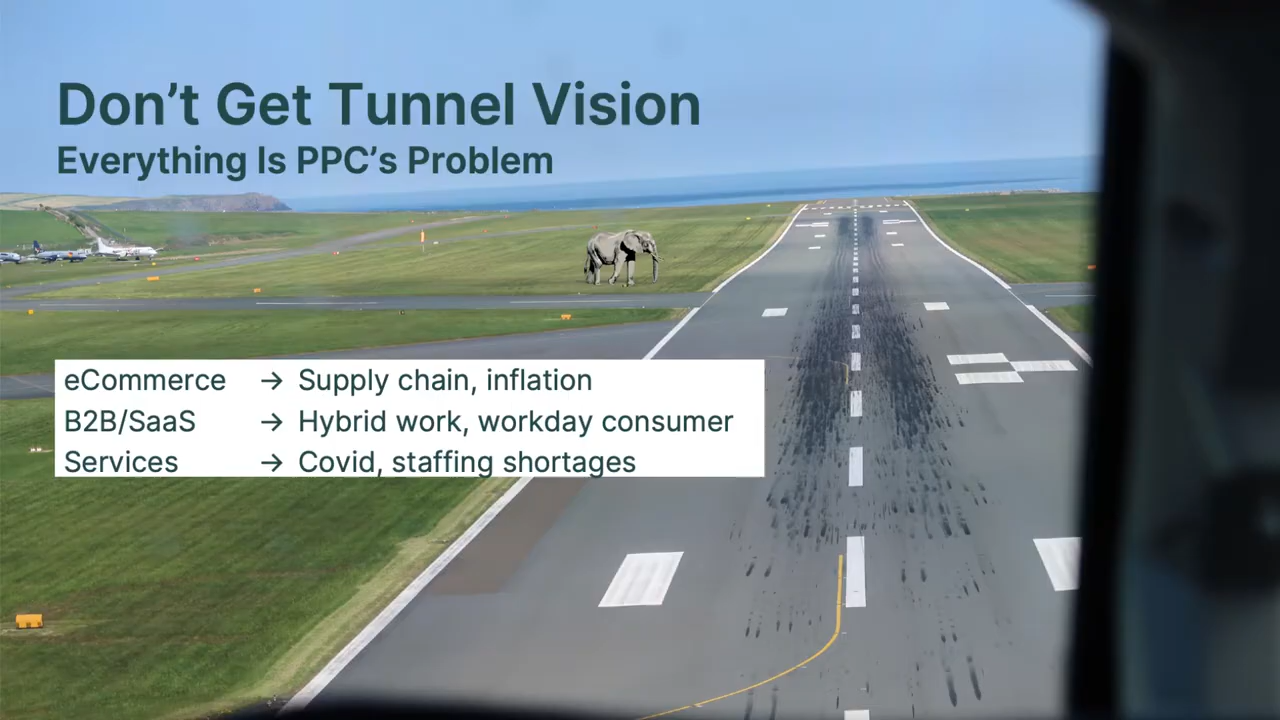 Don’t Get Tunnel Vision
Everything Is PPC’s Problem
eCommerce → Supply chain, inflation
B2B/SaaS → Hybrid work, workday consumer
Services → Covid, staffing shortages